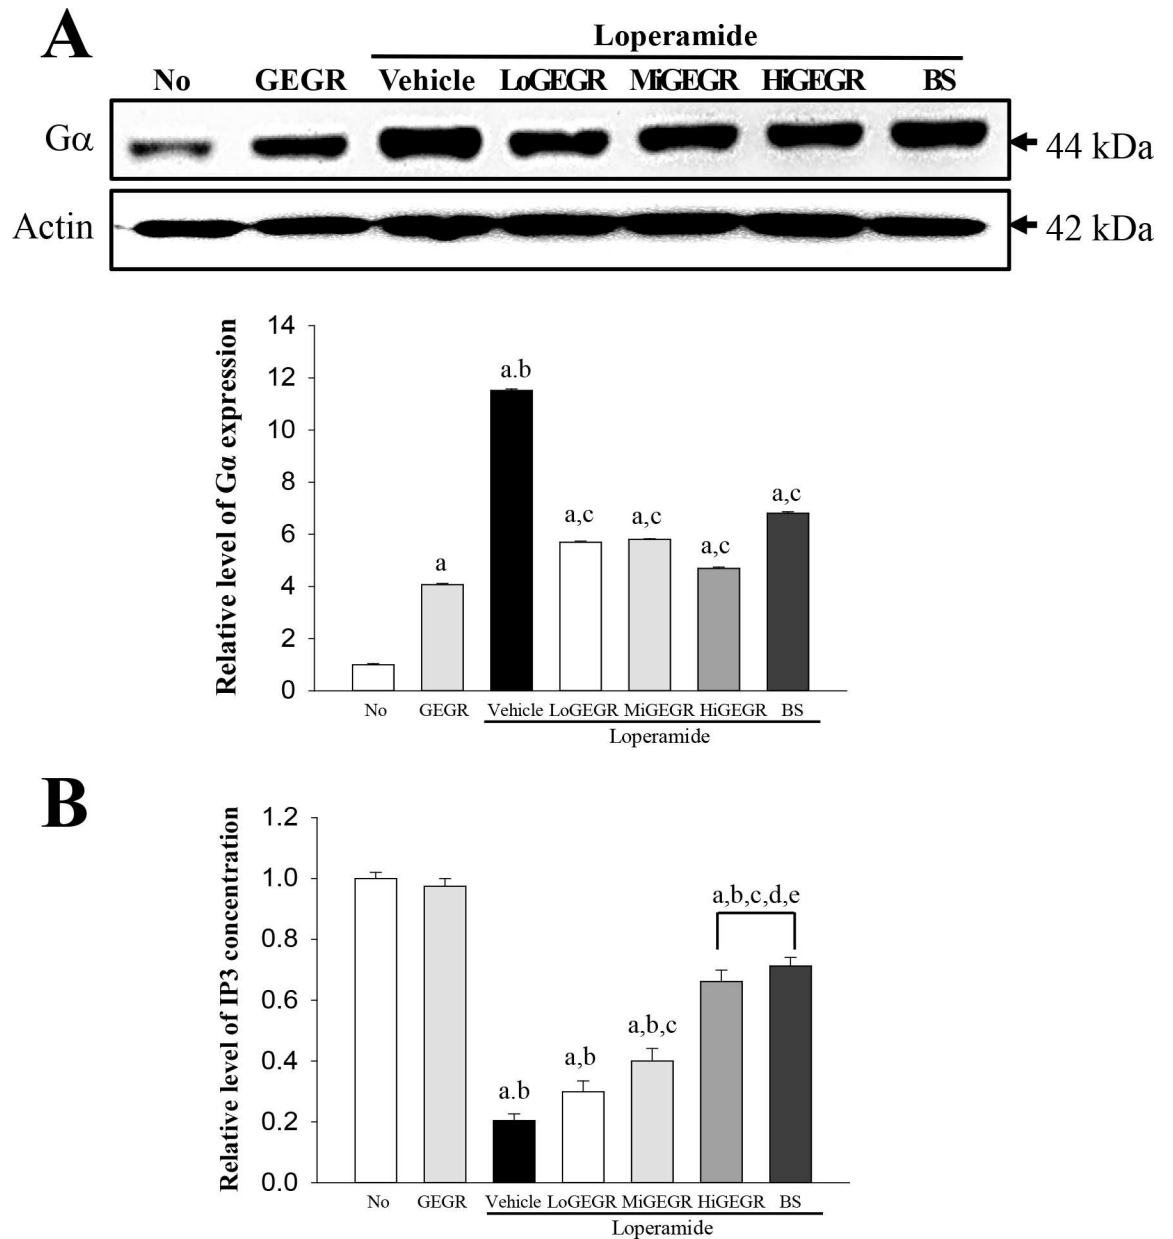 A
Loperamide
No GEGR Vehicle LoGEGR MiGEGR HiGEGR BS
Gα 44 kDa
Actin 42 kDa
Relative level of Gα expression
14
12
10
8
6
4
2
0
a
a.b
a,c
a,c
a,c
a,c
No GEGR Vehicle LoGEGR MiGEGR HiGEGR BS
Loperamide
B
Relative level of IP3 concentration
1.2
1.0
0.8
0.6
0.4
0.2
0.0
a.b
a,b
a,b,c
a,b,c,d,e
No GEGR Vehicle LoGEGR MiGEGR HiGEGR BS
Loperamide